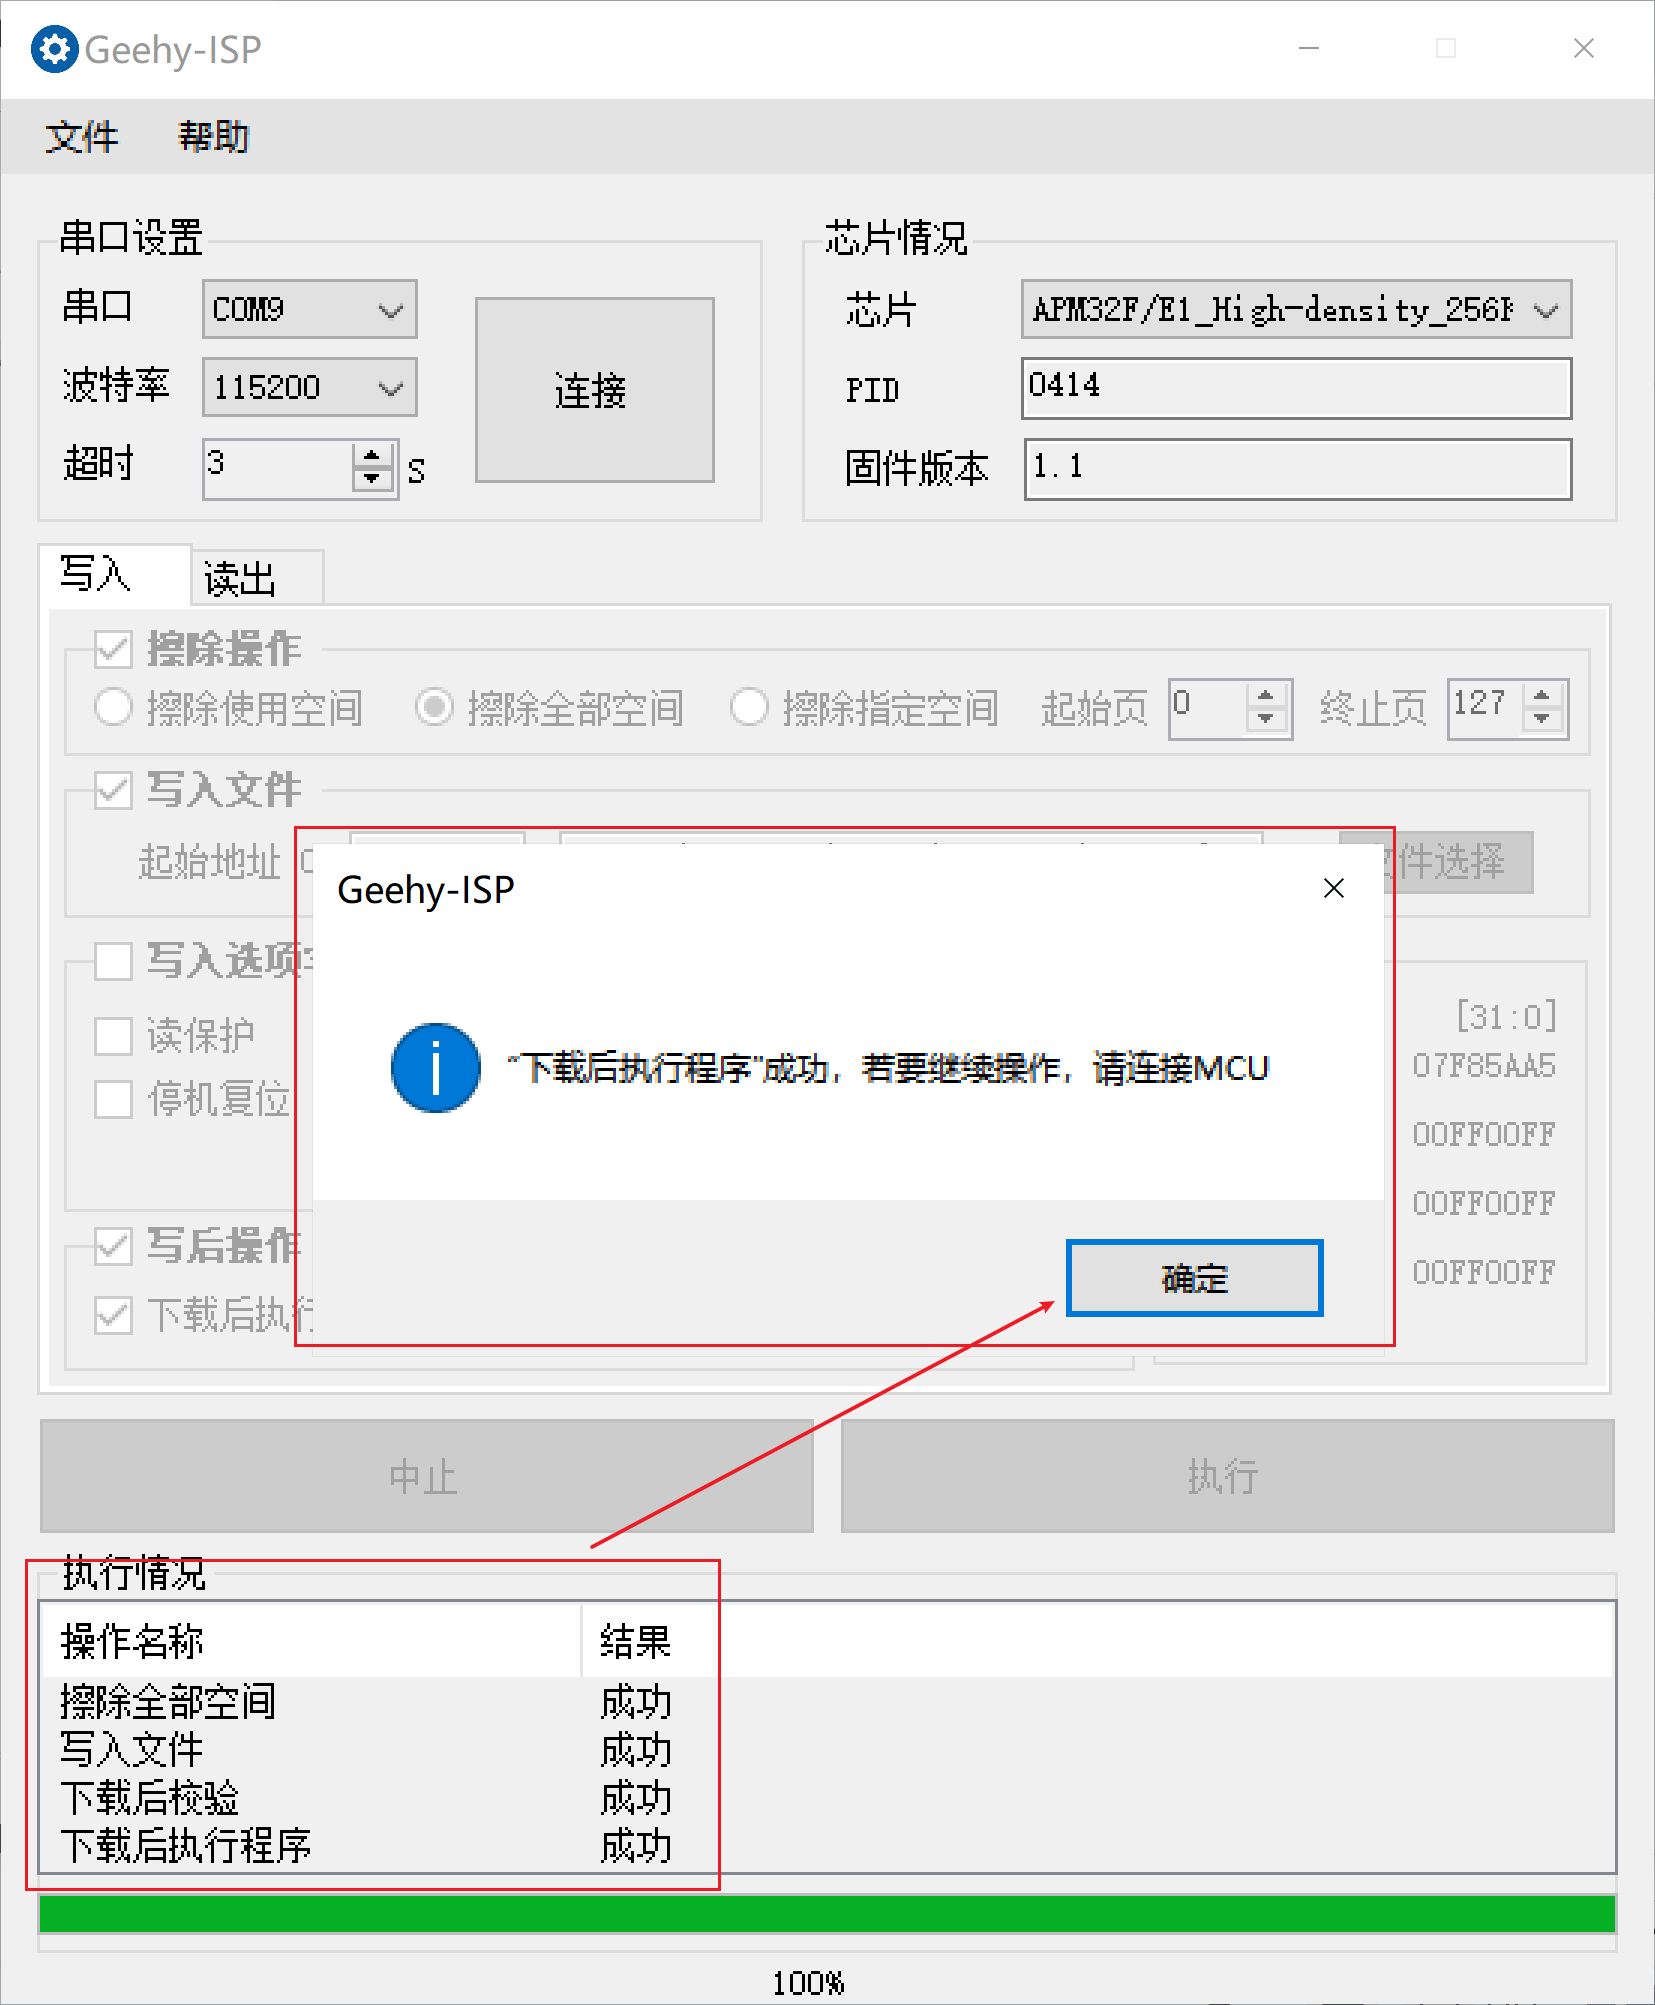 Geehy-ISP
文件 帮助
串口设置
串口 COM9
波特率 115200
超时 3 S
连接
芯片情况
芯片 APM32F/E1_High-density_256
PID 0414
固件版本 1.1
写入 读出
擦除操作
擦除使用空间 擦除全部空间 擦除指定空间 起始页 0 终止页 127
写入文件
起始地址
件选择
写入选项
读保护
停机复位
[31:0]
07F85AA5
00FF00FF
00FF00FF
00FF00FF
写后操作
下载后执行
Geehy-ISP
“下载后执行程序”成功，若要继续操作，请连接MCU
确定
中止 执行
执行情况
操作名称 结果
擦除全部空间 成功
写入文件 成功
下载后校验 成功
下载后执行程序 成功
100%